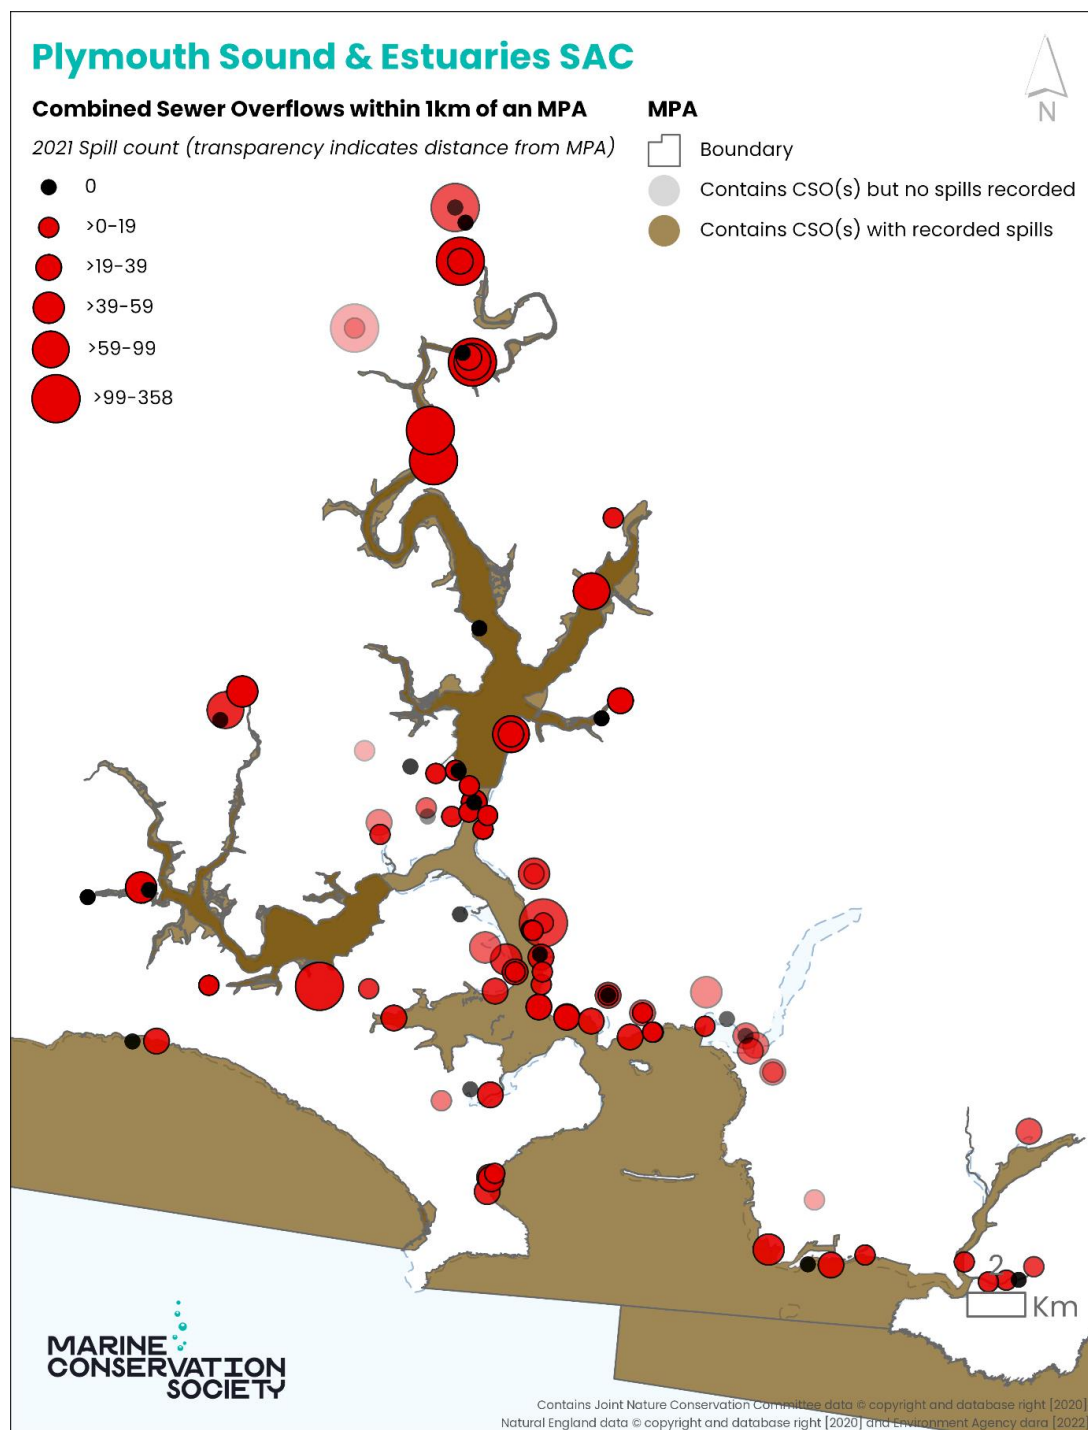 Plymouth Sound & Estuaries SAC
Combined Sewer Overflows within 1km of an MPA
2021 Spill count (transparency indicates distance from MPA)
0
>0-19
>19-39
>39-59
>59-99
>99-358
MPA
Boundary
Contains CSO(s) but no spills recorded
Contains CSO(s) with recorded spills
N
2
Km
MARINE
CONSERVATION
SOCIETY
Contains Joint Nature Conservation Committee data © copyright and database right [2020]
Natural England data © copyright and database right [2020] and Environment Agency dara [2022]